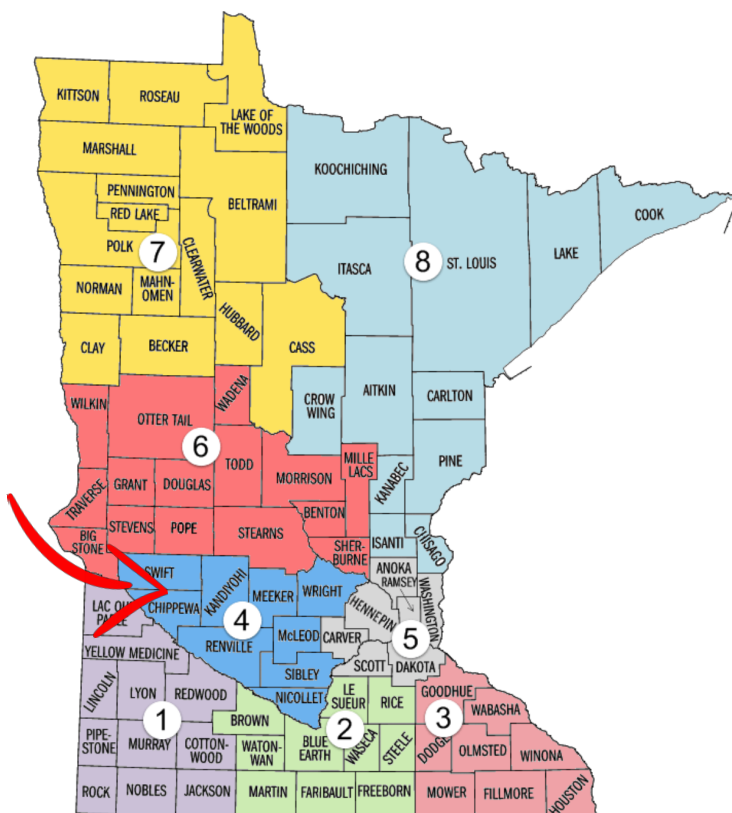 KITTSON
ROSEAU
LAKE OF
THE WOODS
MARSHALL
KOOCHICHING
PENNINGTON
BELTRAMI
RED LAKE
COOK
POLK
7
CLEARWATER
ITASCA
8
ST. LOUIS
LAKE
NORMAN
MAHN-
OMEN
HUBBARD
CLAY
BECKER
CASS
WILKIN
WADENA
CROW
WING
AITKIN
CARLTON
OTTER TAIL
6
TODD
MORRISON
MILLE
LACS
KANABEC
PINE
TRAVERSE
GRANT
DOUGLAS
BENTON
BIG
STONE
STEVENS
POPE
STEARNS
SHER-
BURNE
ISANTI
CHISAGO
SWIFT
KANDIYOHI
MEEKER
WRIGHT
ANOKA
RAMSEY
WASHINGTON
HENNEPIN
LAC QUI
PARLE
CHIPPEWA
4
McLEOD
CARVER
5
YELLOW MEDICINE
RENVILLE
SIBLEY
SCOTT
DAKOTA
LINCOLN
LYON
REDWOOD
NICOLLET
LE
SUEUR
RICE
GOODHUE
WABASHA
1
BROWN
2
3
PIPE-
STONE
MURRAY
COTTON-
WOOD
WATON-
WAN
BLUE
EARTH
WASECA
STEELE
DODGE
OLMSTED
WINONA
ROCK
NOBLES
JACKSON
MARTIN
FARIBAULT
FREEBORN
MOWER
FILLMORE
HOUSTON